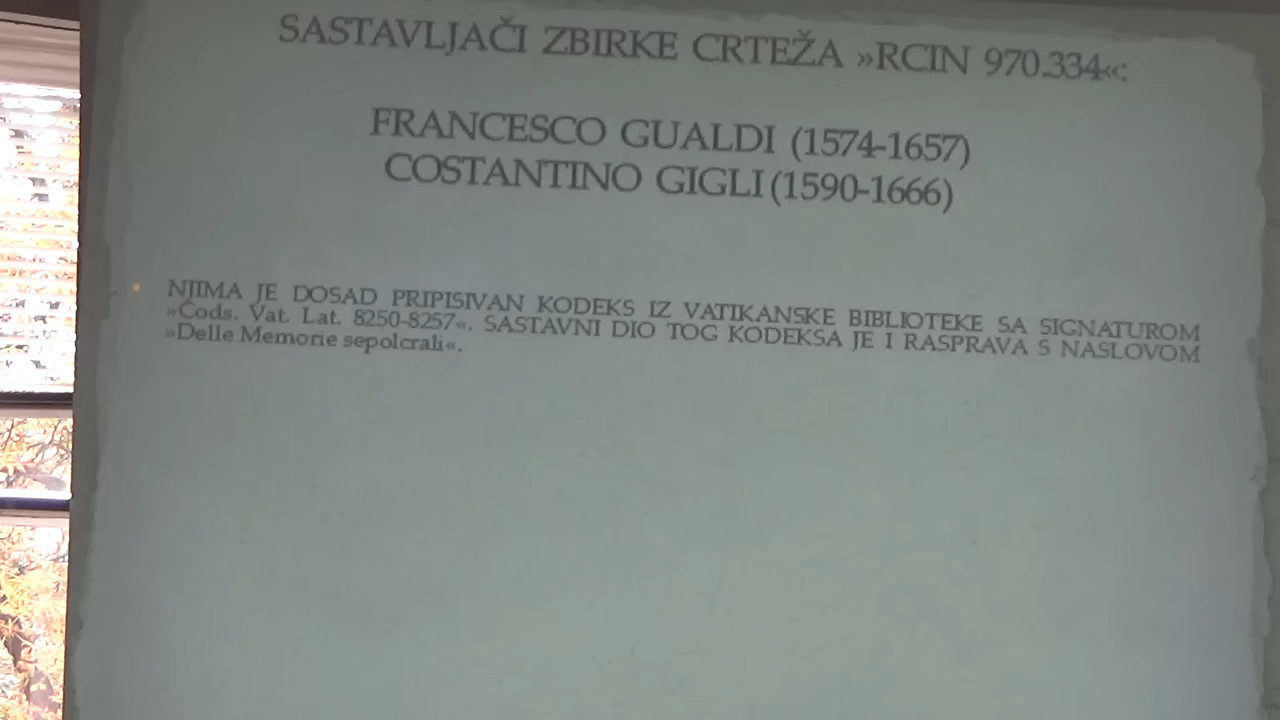 SASTAVLJAČI ZBIRKE CRTEŽA »RCIN 970.334«:
FRANCESCO GUALDI (1574-1657)
COSTANTINO GIGLI (1590-1666)
NJIMA JE DOSAD PRIPISIVAN KODEKS IZ VATIKANSKE BIBLIOTEKE SA SIGNATUROM
»Cods. Vat. Lat. 8250-8257«. SASTAVNI DIO TOG KODEKSA JE I RASPRAVA S NASLOVOM
»Delle Memorie sepolcrali«.